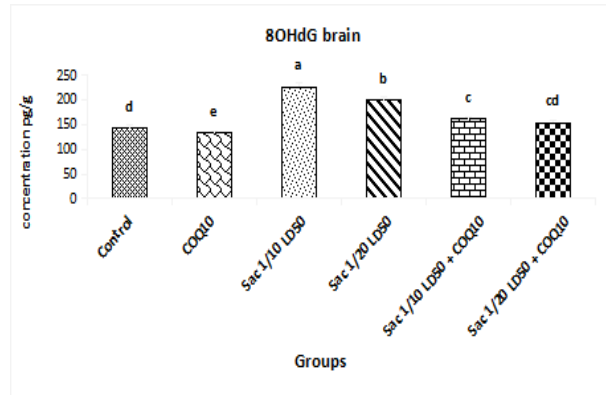 8OHdG brain
concentration pg/g
250
200
150
100
50
0
d
e
a
b
c
cd
Control
COQ10
Sac 1/10 LD50
Sac 1/20 LD50
Sac 1/10 LD50 + COQ10
Sac 1/20 LD50 + COQ10
Groups